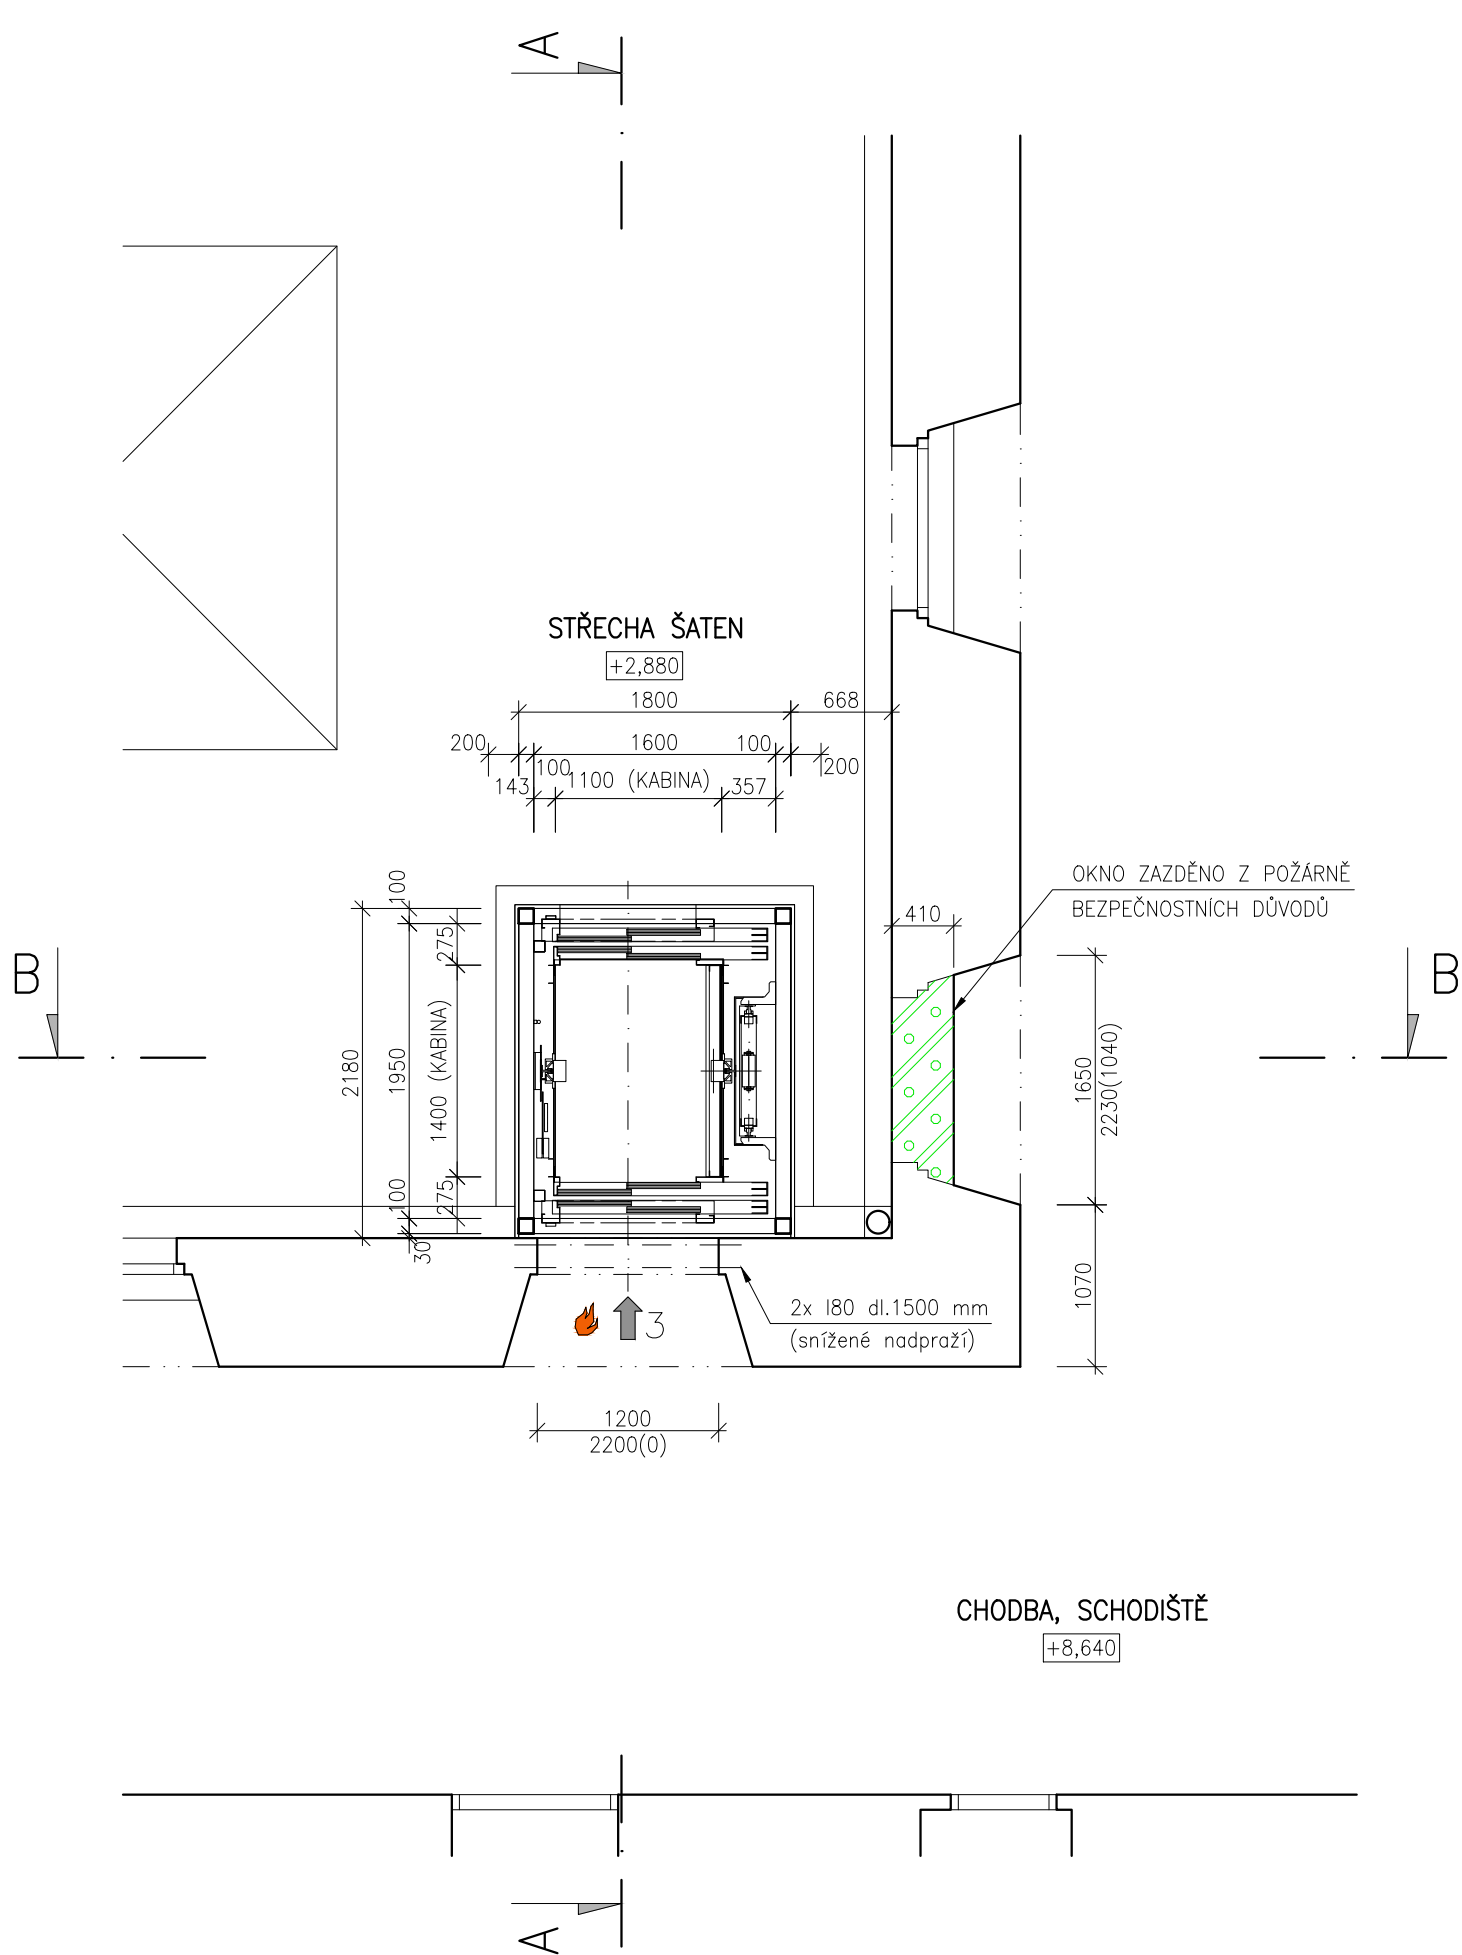 A
STŘECHA ŠATEN
+2,880
1800
668
200
1600
100
100
200
143
1100 (KABINA)
357
OKNO ZAZDĚNO Z POŽÁRNĚ
BEZPEČNOSTNÍCH DŮVODŮ
410
100
275
B
B
2180
1950
1400 (KABINA)
1650
2230(1040)
100
275
30
1070
3
2x I80 dl.1500 mm
(snížené nadpraží)
1200
2200(0)
CHODBA, SCHODIŠTĚ
+8,640
A